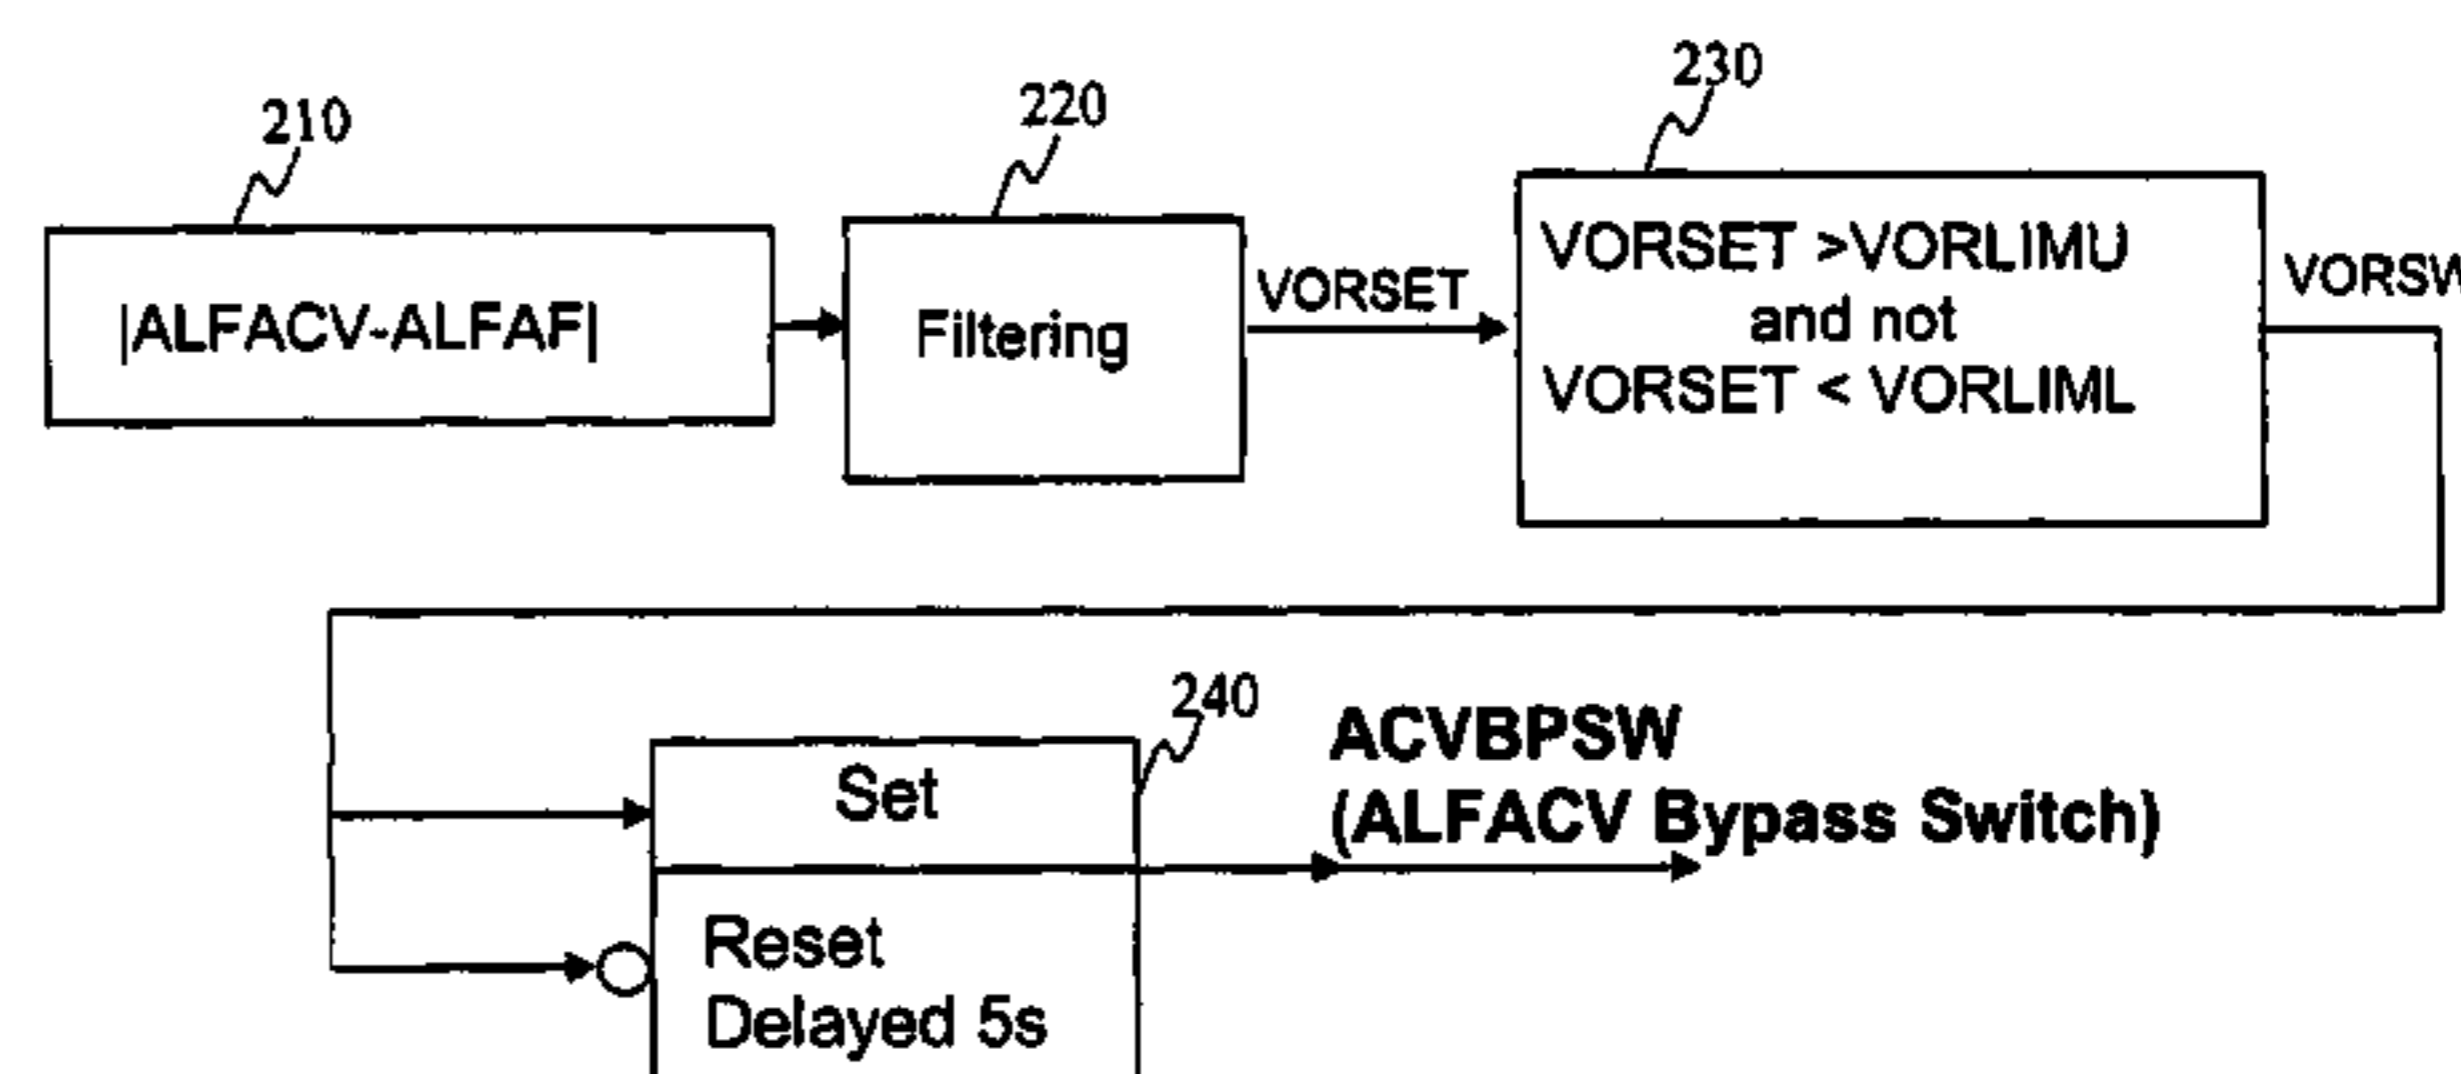 210
220
230
|ALFACV-ALFAF|
Filtering
VORSET
VORSET >VORLIMU
and not
VORSET < VORLIML
VORSW
240
Set
Reset
Delayed 5s
ACVBPSW
(ALFACV Bypass Switch)